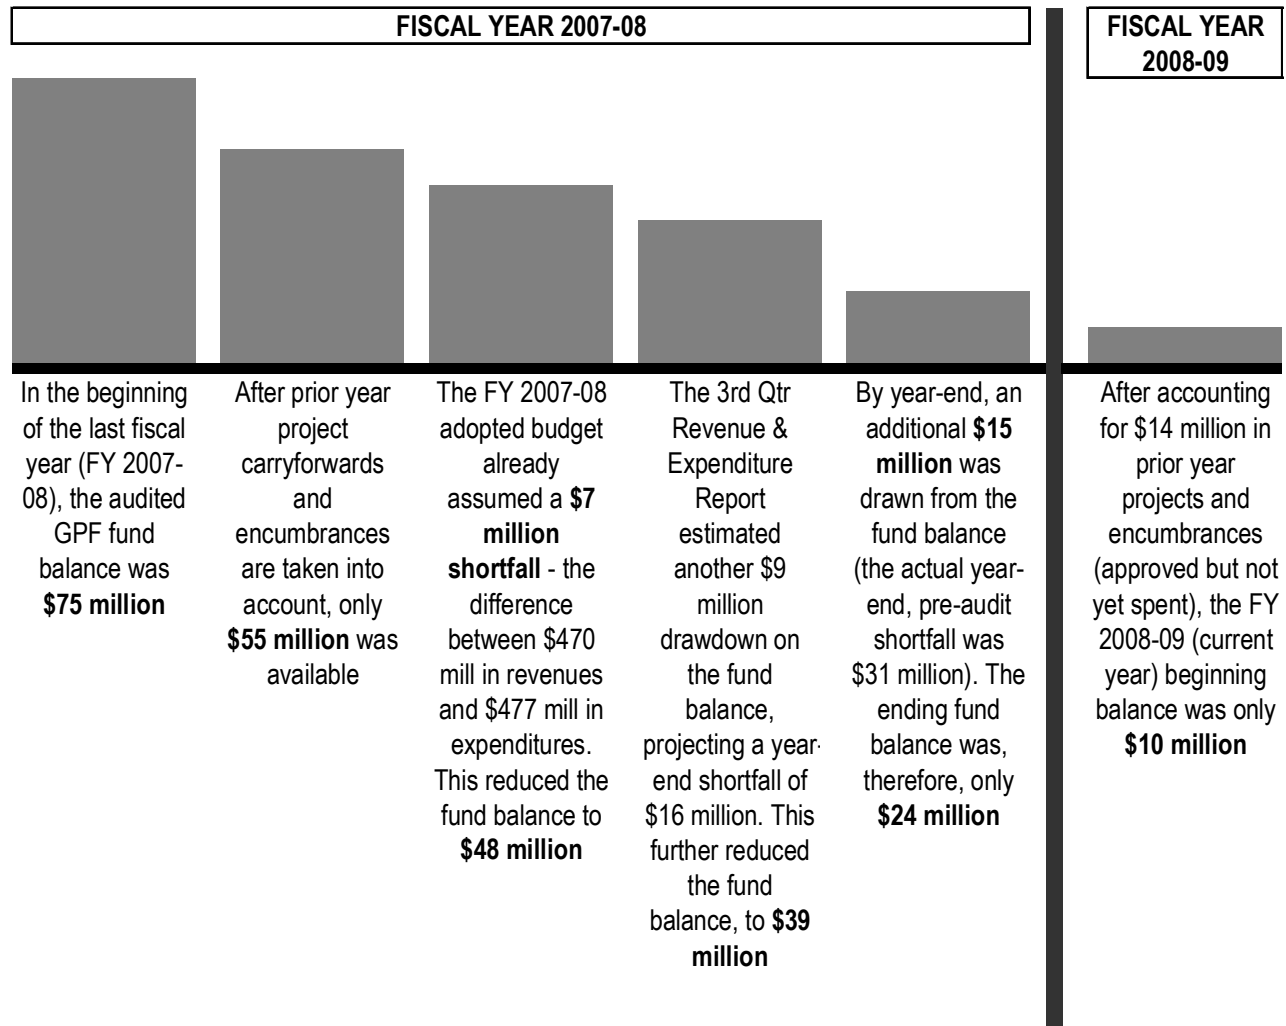 FISCAL YEAR 2007-08
FISCAL YEAR
2008-09
In the beginning
of the last fiscal
year (FY 2007-
08), the audited
GPF fund
balance was
$75 million
After prior year
project
carryforwards
and
encumbrances
are taken into
account, only
$55 million was
available
The FY 2007-08
adopted budget
already
assumed a $7
million
shortfall - the
difference
between $470
mill in revenues
and $477 mill in
expenditures.
This reduced the
fund balance to
$48 million
The 3rd Qtr
Revenue &
Expenditure
Report
estimated
another $9
million
drawdown on
the fund
balance,
projecting a year-
end shortfall of
$16 million. This
further reduced
the fund
balance, to $39
million
By year-end, an
additional $15
million was
drawn from the
fund balance
(the actual year-
end, pre-audit
shortfall was
$31 million). The
ending fund
balance was,
therefore, only
$24 million
After accounting
for $14 million in
prior year
projects and
encumbrances
(approved but not
yet spent), the FY
2008-09 (current
year) beginning
balance was only
$10 million